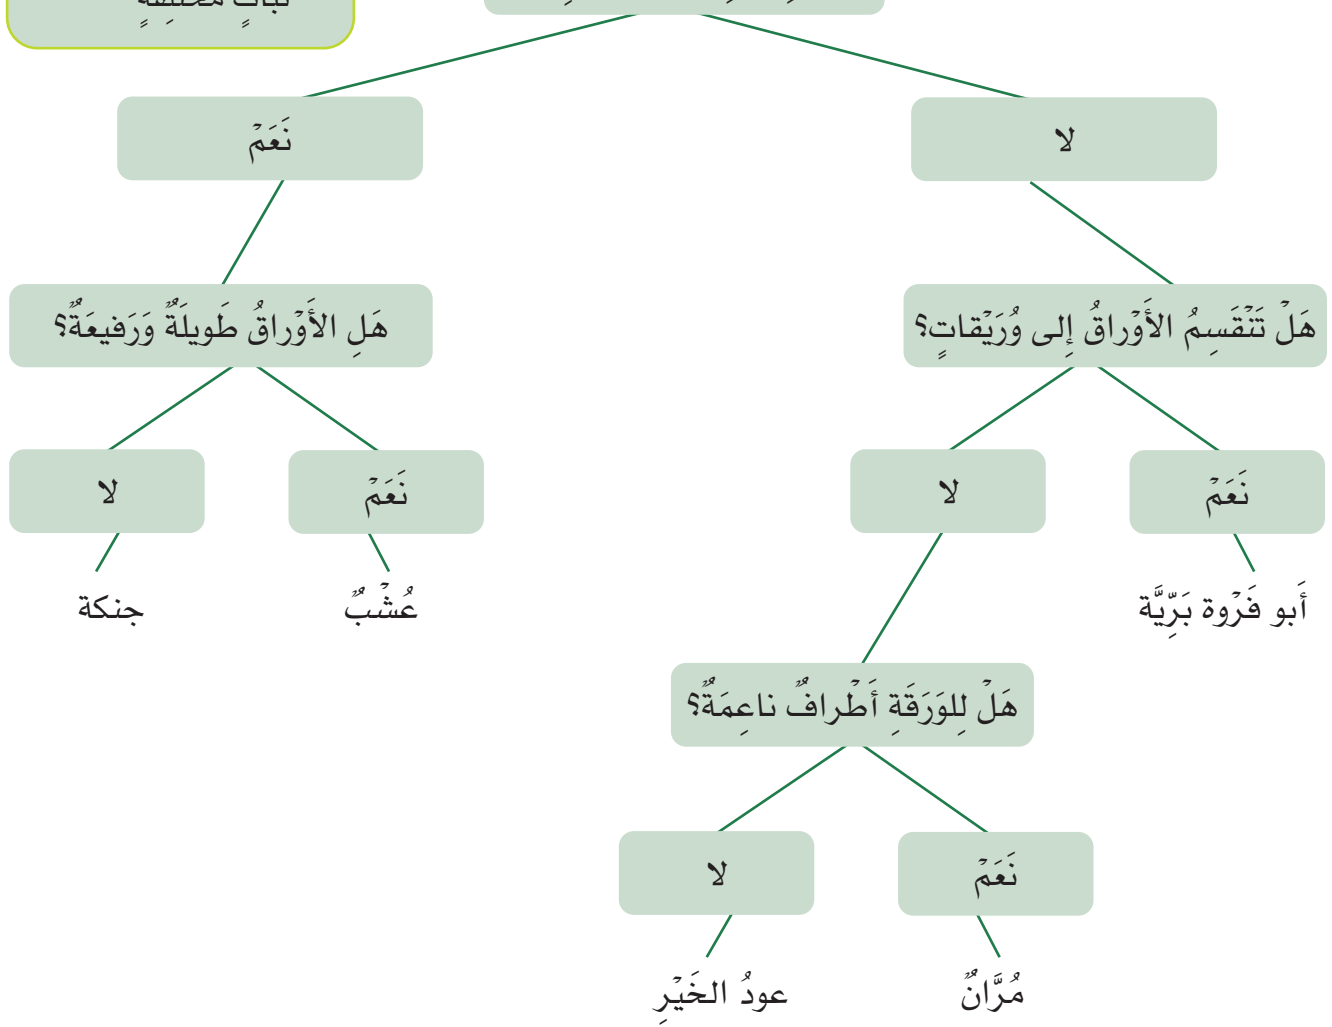 نَباتٍ مُخْتَلِفَةٍ
لا
نَعَمْ
هَلْ تَنْقَسِمُ الأَوْراقُ إِلى وُرَيْقاتٍ؟
هَلِ الأَوْراقُ طَويلَةٌ وَرَفيعَةٌ؟
نَعَمْ
لا
نَعَمْ
لا
أَبو فَرْوة بَرِّيَّة
عُشْبٌ
جنكة
هَلْ لِلوَرَقَةِ أَطْرافٌ ناعِمَةٌ؟
نَعَمْ
لا
مُرَّانٌ
عودُ الخَيْرِ